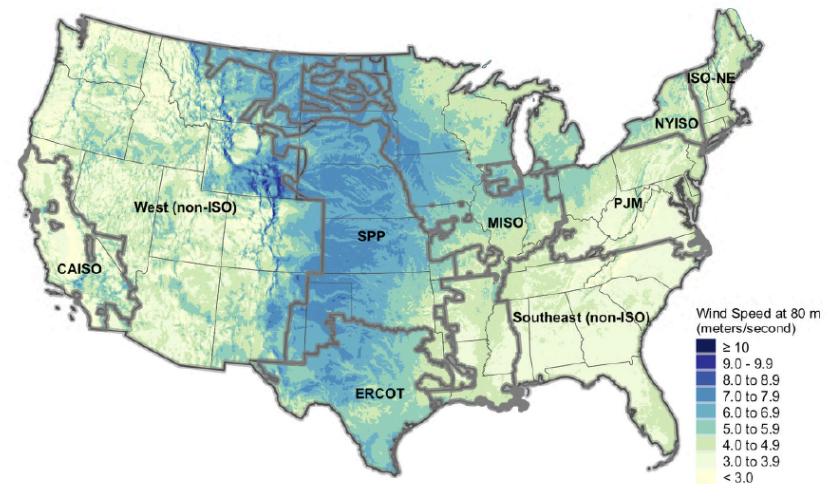 ISO-NE
NYISO
PJM
West (non-ISO)
MISO
SPP
CAISO
Southeast (non-ISO)
ERCOT
Wind Speed at 80 m
(meters/second)
≥ 10
9.0 - 9.9
8.0 to 8.9
7.0 to 7.9
6.0 to 6.9
5.0 to 5.9
4.0 to 4.9
3.0 to 3.9
< 3.0